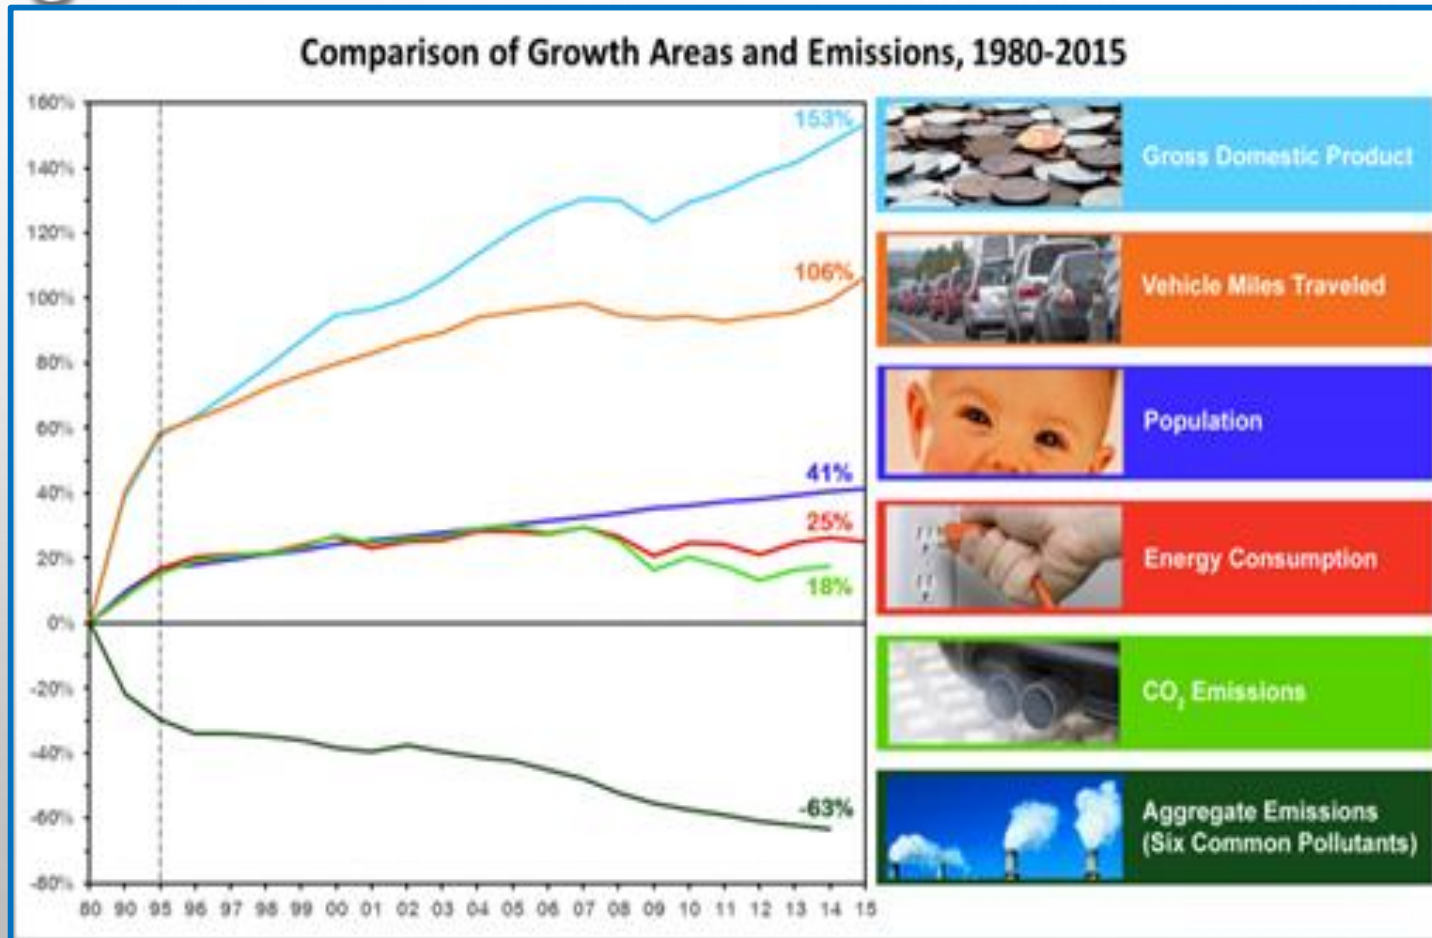 Comparison of Growth Areas and Emissions, 1980-2015
160%
140%
120%
100%
80%
60%
40%
20%
0%
-20%
-40%
-60%
-80%
153%
106%
41%
25%
18%
-63%
80 90 95 96 97 98 99 00 01 02 03 04 05 06 07 08 09 10 11 12 13 14 15
Gross Domestic Product
Vehicle Miles Traveled
Population
Energy Consumption
CO₂ Emissions
Aggregate Emissions
(Six Common Pollutants)